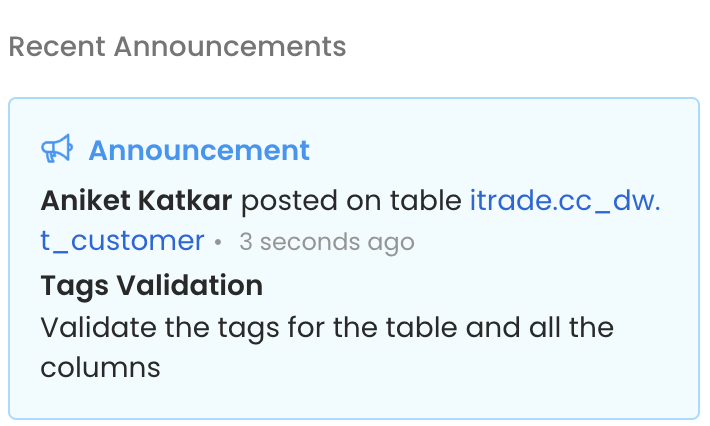 Recent Announcements
Announcement
Aniket Katkar posted on table itrade.cc_dw.
t_customer • 3 seconds ago
Tags Validation
Validate the tags for the table and all the
columns